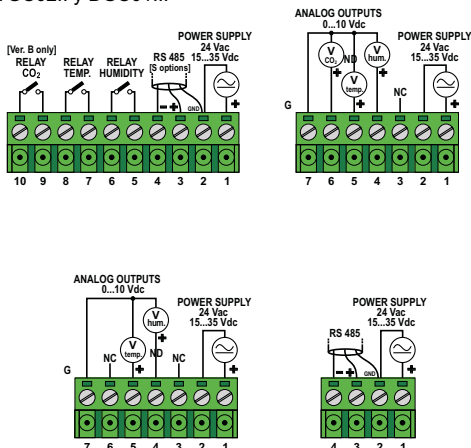 [Ver. B only]
RELAY
CO2
RELAY
TEMP.
RELAY
HUMIDITY
RS 485
[S options]
POWER SUPPLY
24 Vac
15...35 Vdc
- +
GND
+
10 9 8 7 6 5 4 3 2 1
ANALOG OUTPUTS
0...10 Vdc
POWER SUPPLY
24 Vac
15...35 Vdc
V
CO2
ND
V
hum.
+
V
temp.
+
+
NC
G
+
7 6 5 4 3 2 1
ANALOG OUTPUTS
0...10 Vdc
POWER SUPPLY
24 Vac
15...35 Vdc
V
hum.
V
temp.
ND
+
+
NC
NC
G
+
7 6 5 4 3 2 1
POWER SUPPLY
24 Vac
15...35 Vdc
RS 485
- +
GND
+
4 3 2 1